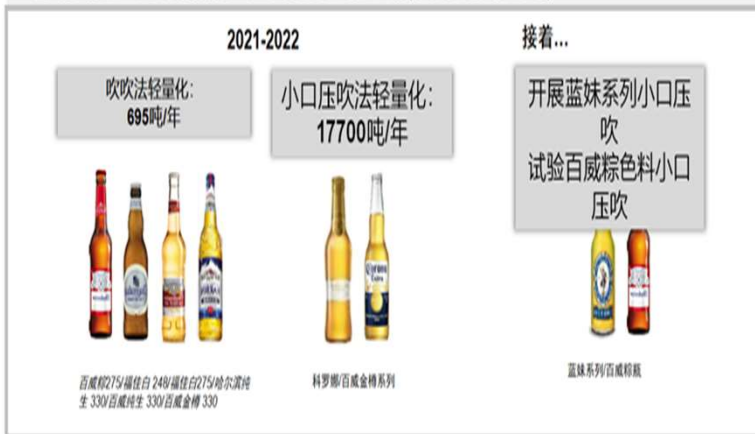 2021-2022
接着...
吹吹法轻量化：
695吨/年
小口压吹法轻量化：
17700吨/年
开展蓝妹系列小口压
吹
试验百威棕色料小口
压吹
百威棕275/福佳白 248/福佳白275/哈尔滨纯
生 330/百威纯生 330/百威金樽 330
科罗娜/百威金樽系列
蓝妹系列/百威棕瓶